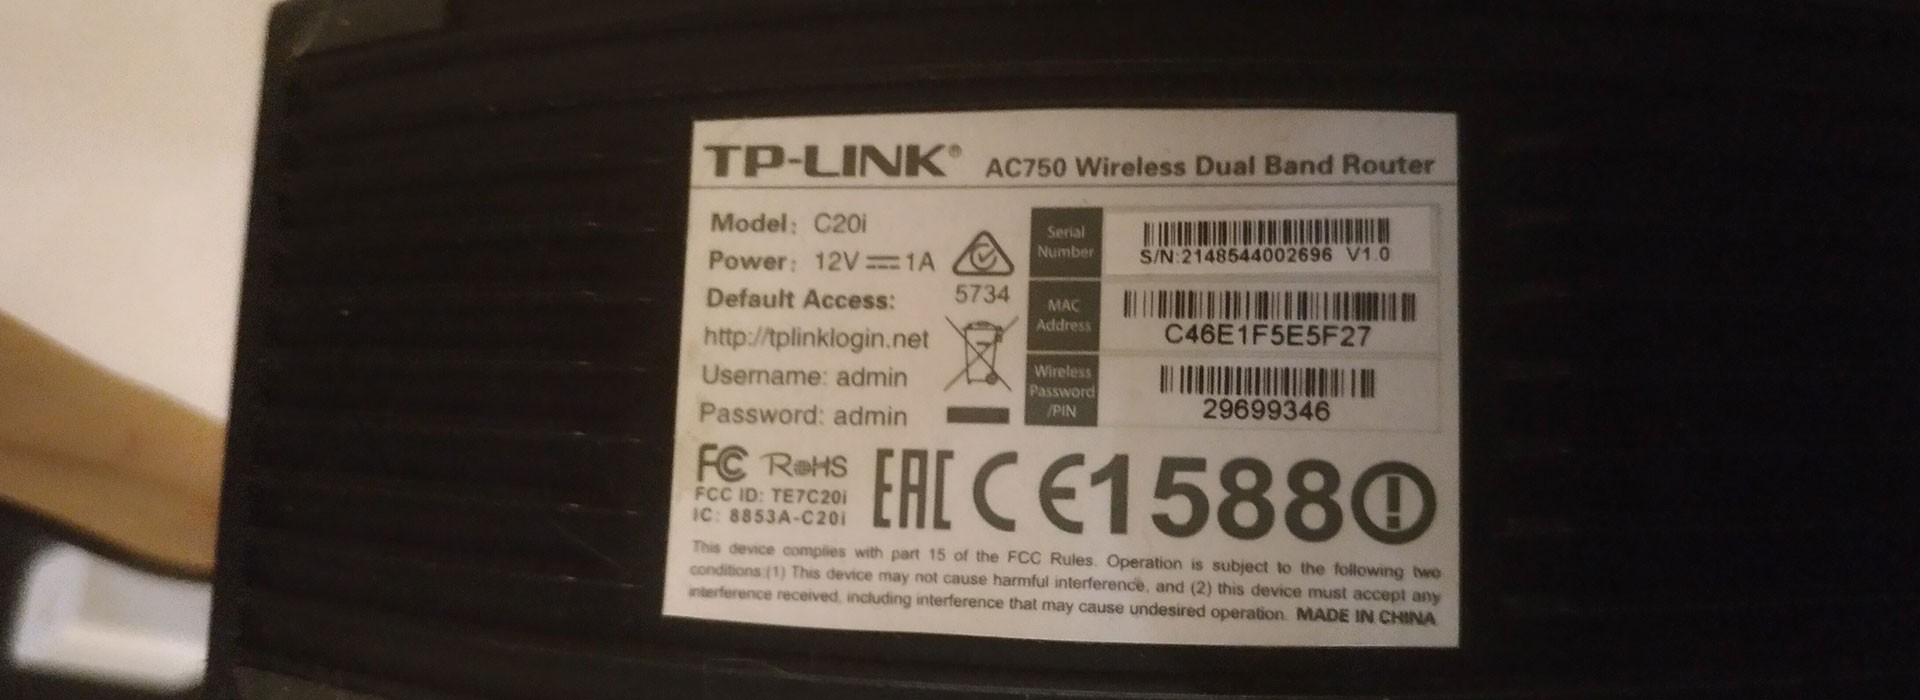 TP-LINK® AC750 Wireless Dual Band Router
Model: C20i
Power: 12V⎓1A
Default Access:
http://tplinklogin.net
Username: admin
Password: admin
5734
Serial
Number
S/N:2148544002696 V1.0
MAC
Address
C46E1F5E5F27
Wireless
Password
/PIN
29699346
FC RoHS
FCC ID: TE7C20i
IC: 8853A-C20i
EAC CE1588
This device complies with part 15 of the FCC Rules. Operation is subject to the following two
conditions:(1) This device may not cause harmful interference, and (2) this device must accept any
interference received, including interference that may cause undesired operation. MADE IN CHINA